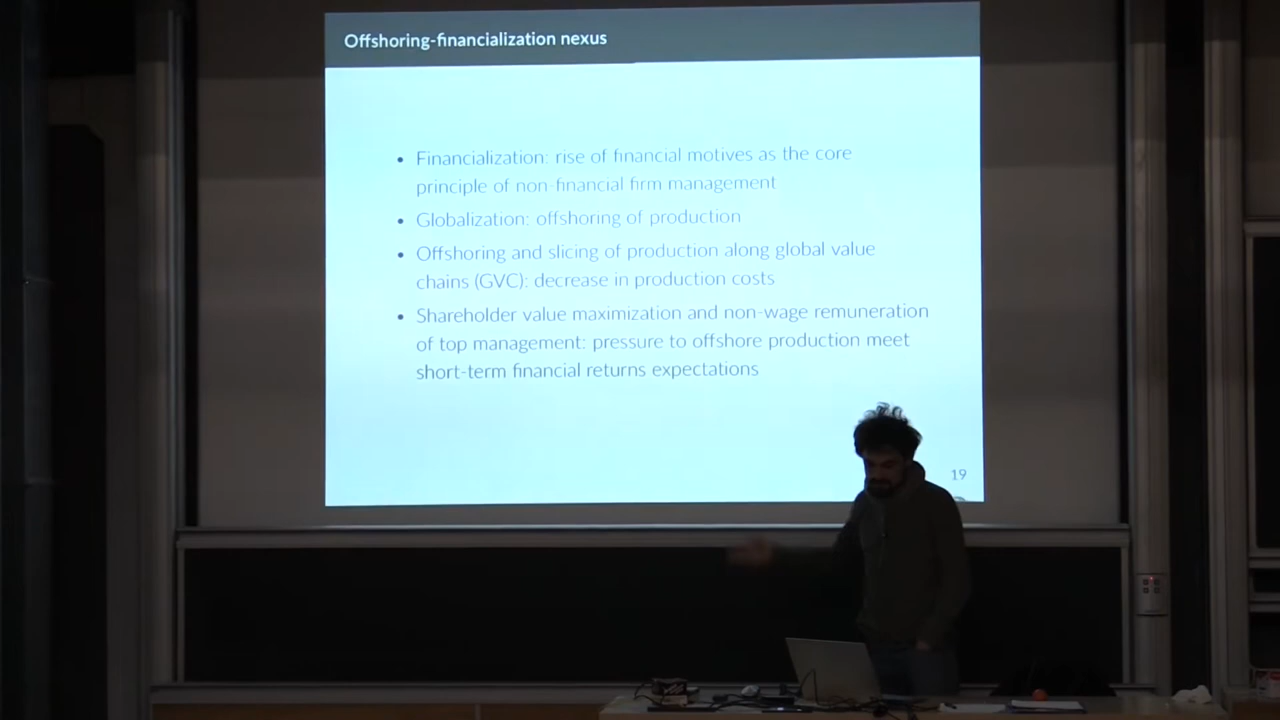 Offshoring-financialization nexus
• Financialization: rise of financial motives as the core
principle of non-financial firm management
• Globalization: offshoring of production
• Offshoring and slicing of production along global value
chains (GVC): decrease in production costs
• Shareholder value maximization and non-wage remuneration
of top management: pressure to offshore production meet
short-term financial returns expectations
19